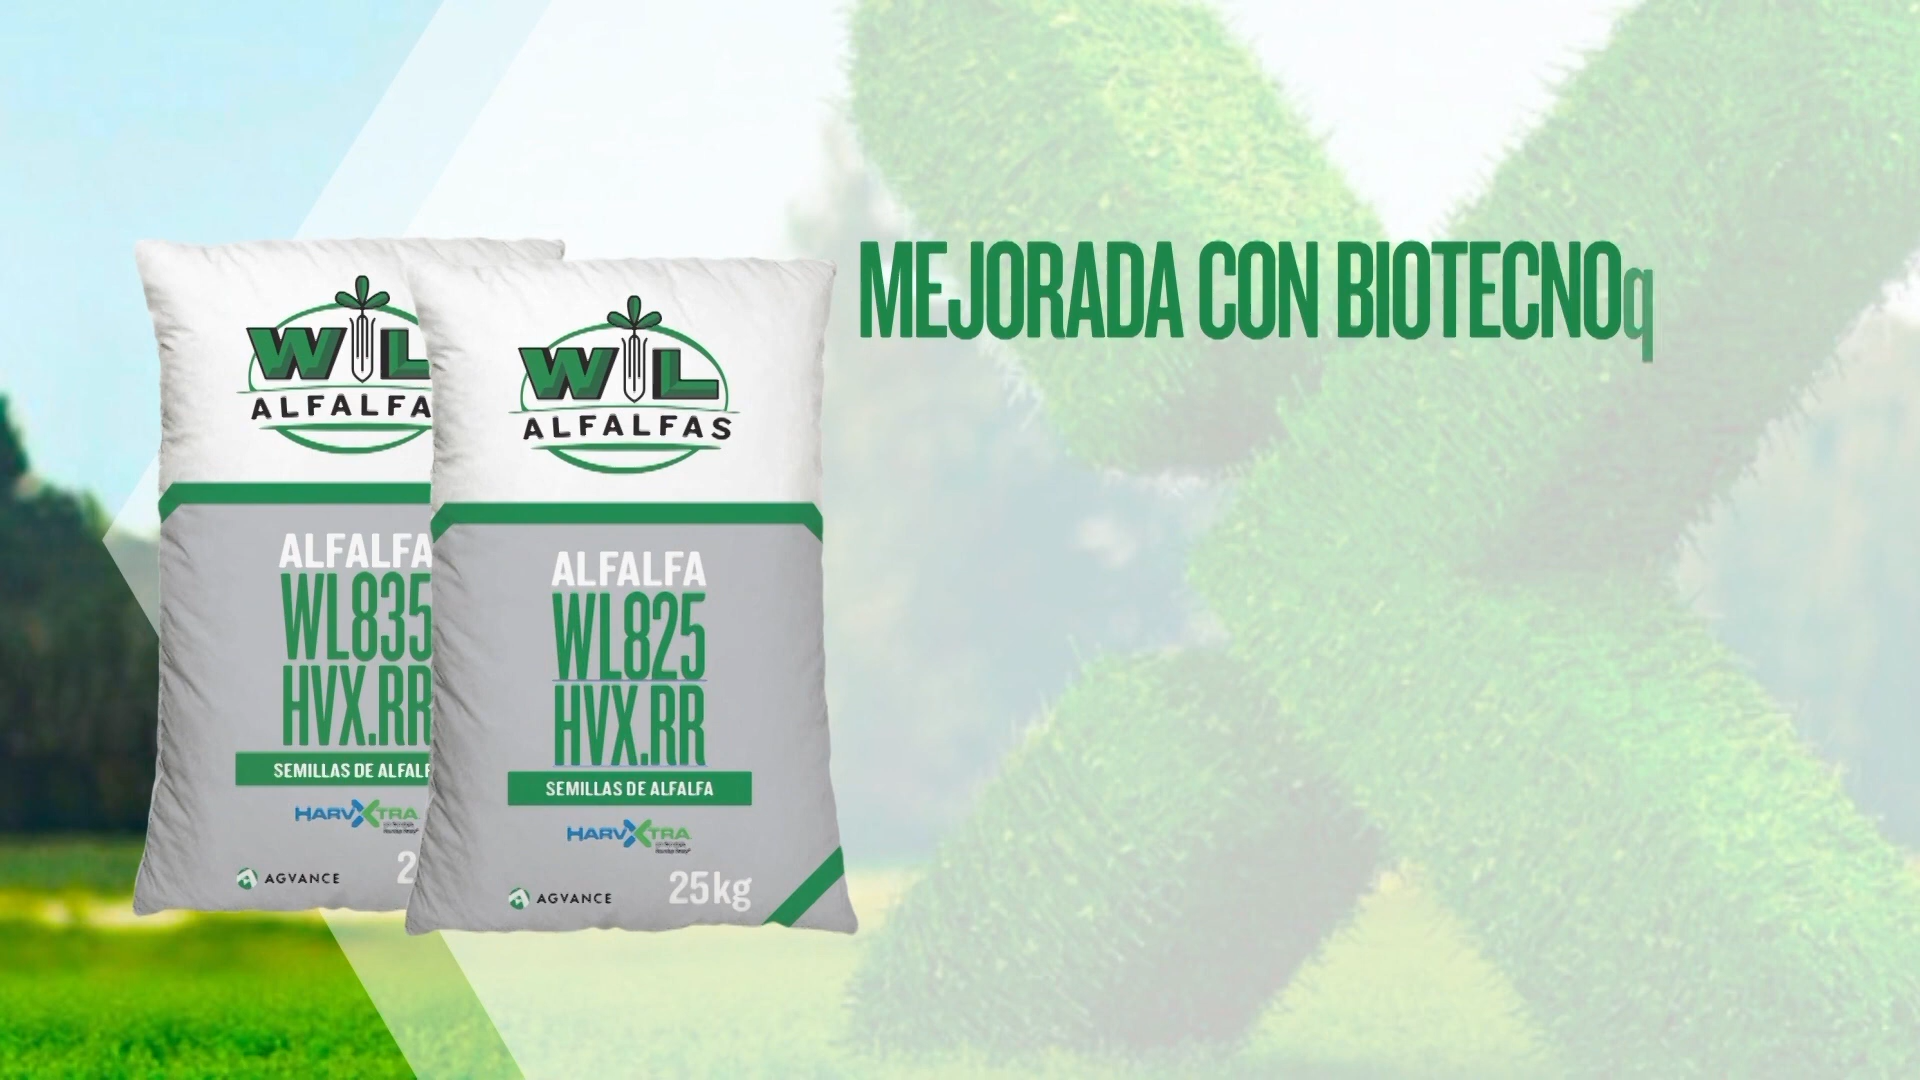 MEJORADA CON BIOTECNOq
WL
ALFALFA
ALFALFA
WL835
HVX.RR
SEMILLAS DE ALFALF
HARVXTRA
AGVANCE
2
WL
ALFALFAS
ALFALFA
WL825
HVX.RR
SEMILLAS DE ALFALFA
HARVXTRA
AGVANCE
25kg